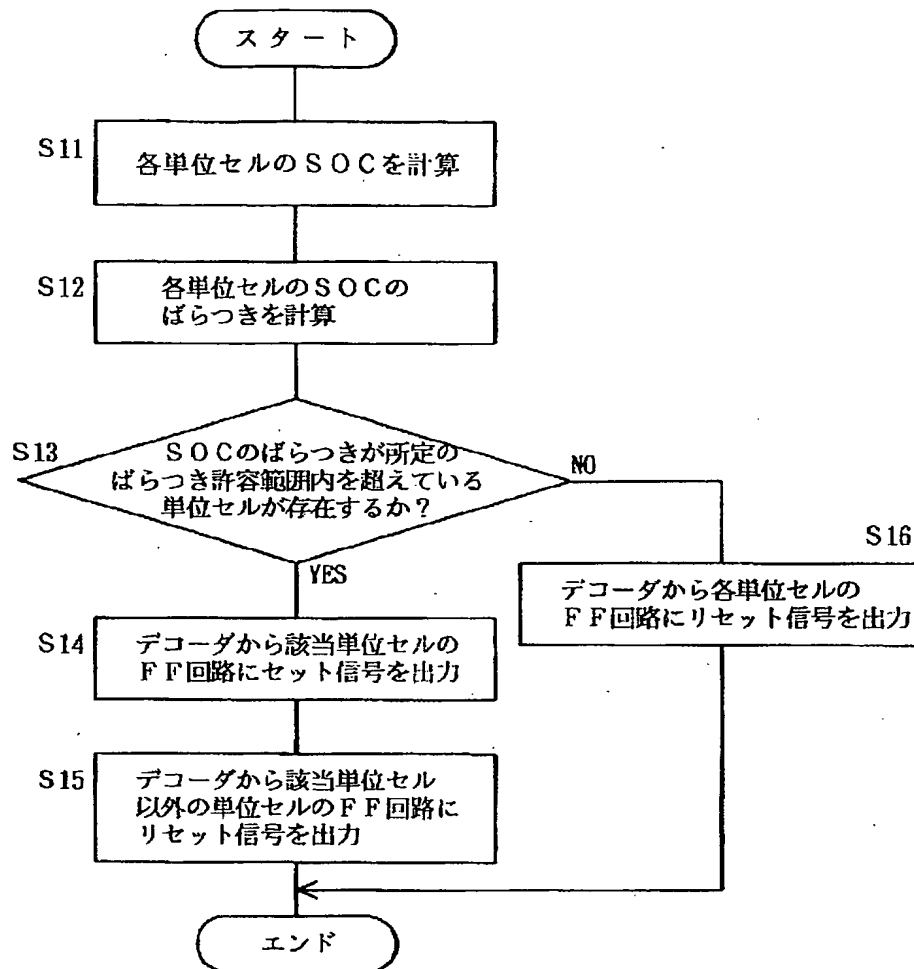 スタート
S11
各単位セルのSOCを計算
S12
各単位セルのSOCの
ばらつきを計算
S13
SOCのばらつきが所定の
ばらつき許容範囲内を超えている
単位セルが存在するか?
NO
YES
S16
デコーダから各単位セルの
FF回路にリセット信号を出力
S14
デコーダから該当単位セルの
FF回路にセット信号を出力
S15
デコーダから該当単位セル
以外の単位セルのFF回路に
リセット信号を出力
エンド